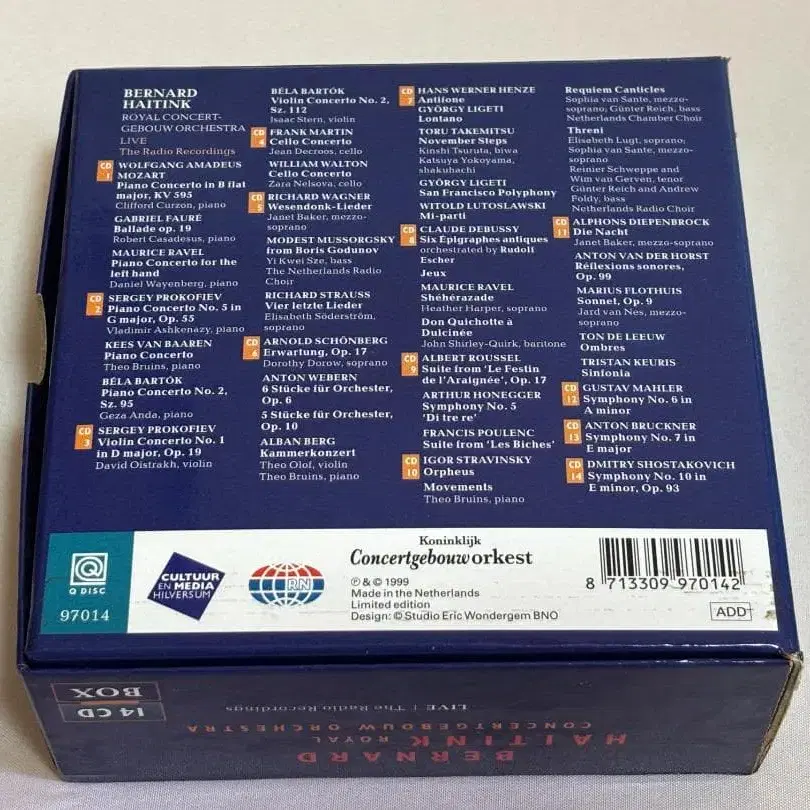 BERNARD
HAITINK
ROYAL CONCERT-
GEBOUW ORCHESTRA
LIVE
The Radio Recordings
CD 1
WOLFGANG AMADEUS
MOZART
Piano Concerto in B flat
major, KV 595
Clifford Curzon, piano
GABRIEL FAURÉ
Ballade op. 19
Robert Casadesus, piano
MAURICE RAVEL
Piano Concerto for the
left hand
Daniel Wayenberg, piano
CD 2
SERGEY PROKOFIEV
Piano Concerto No. 5 in
G major, Op. 55
Vladimir Ashkenazy, piano
KEES VAN BAAREN
Piano Concerto
Theo Bruins, piano
BÉLA BARTÓK
Piano Concerto No. 2,
Sz. 95
Geza Anda, piano
CD 3
SERGEY PROKOFIEV
Violin Concerto No. 1
in D major, Op. 19
David Oistrakh, violin
BÉLA BARTÓK
Violin Concerto No. 2,
Sz. 112
Isaac Stern, violin
CD 4
FRANK MARTIN
Cello Concerto
Jean Decroos, cello
WILLIAM WALTON
Cello Concerto
Zara Nelsova, cello
CD 5
RICHARD WAGNER
Wesendonk-Lieder
Janet Baker, mezzo-
soprano
MODEST MUSSORGSKY
from Boris Godunov
Yi Kwei Sze, bass
The Netherlands Radio
Choir
RICHARD STRAUSS
Vier letzte Lieder
Elisabeth Söderström,
soprano
CD 6
ARNOLD SCHÖNBERG
Erwartung, Op. 17
Dorothy Dorow, soprano
ANTON WEBERN
6 Stücke für Orchester,
Op. 6
5 Stücke für Orchester,
Op. 10
ALBAN BERG
Kammerkonzert
Theo Olof, violin
Theo Bruins, piano
CD 7
HANS WERNER HENZE
Antifone
GYÖRGY LIGETI
Lontano
TORU TAKEMITSU
November Steps
Kinshi Tsuruta, biwa
Katsuya Yokoyama,
shakuhachi
GYÖRGY LIGETI
San Francisco Polyphony
WITOLD LUTOSLAWSKI
Mi-parti
CD 8
CLAUDE DEBUSSY
Six Épigraphes antiques
orchestrated by Rudolf
Escher
Jeux
MAURICE RAVEL
Shéhérazade
Heather Harper, soprano
Don Quichotte à
Dulcinée
John Shirley-Quirk, baritone
CD 9
ALBERT ROUSSEL
Suite from 'Le Festin
de l'Araignée', Op. 17
ARTHUR HONEGGER
Symphony No. 5
'Di tre re'
FRANCIS POULENC
Suite from 'Les Biches'
CD 10
IGOR STRAVINSKY
Orpheus
Movements
Theo Bruins, piano
Requiem Canticles
Sophia van Sante, mezzo-
soprano; Günter Reich, bass
Netherlands Chamber Choir
Threni
Elisabeth Lugt, soprano;
Sophia van Sante, mezzo-
soprano
Reinier Schweppe and
Wim van Gerven, tenor
Günter Reich and Andrew
Foldy, bass
Netherlands Radio Choir
CD 11
ALPHONS DIEPENBROCK
Die Nacht
Janet Baker, mezzo-soprano
ANTON VAN DER HORST
Réflexions sonores,
Op. 99
MARIUS FLOTHUIS
Sonnet, Op. 9
Jard van Nes, mezzo-
soprano
TON DE LEEUW
Ombres
TRISTAN KEURIS
Sinfonia
CD 12
GUSTAV MAHLER
Symphony No. 6 in
A minor
CD 13
ANTON BRUCKNER
Symphony No. 7 in
E major
CD 14
DMITRY SHOSTAKOVICH
Symphony No. 10 in
E minor, Op. 93
Q DISC
97014
CULTUUR
EN MEDIA
HILVERSUM
RN
Koninklijk
Concertgebouworkest
℗ & © 1999
Made in the Netherlands
Limited edition
Design: © Studio Eric Wondergem BNO
8 713309 970142
ADD
14 CD
BOX
LIVE | The Radio Recordings
BERNARD
HAITINK ROYAL
CONCERTGEBOUW ORCHESTRA